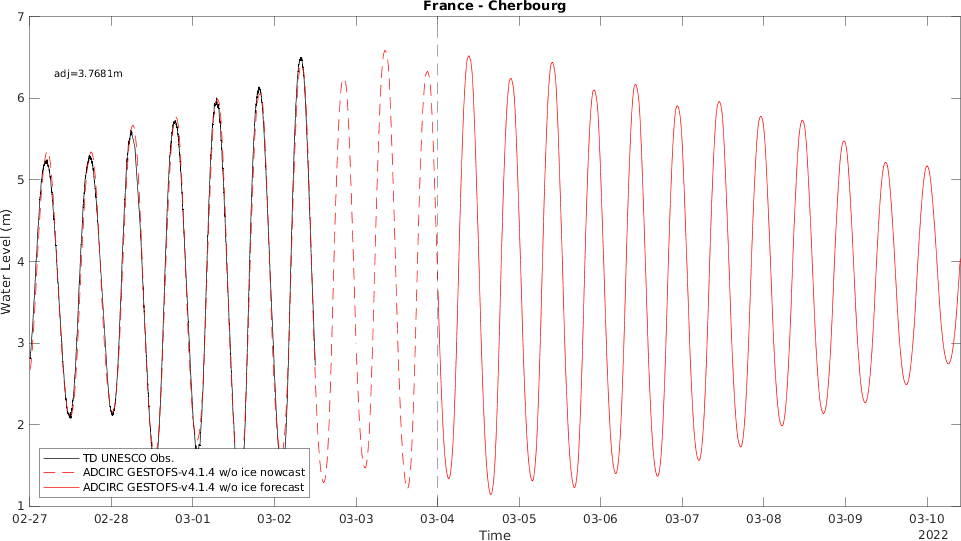 France - Cherbourg
7
adj=3.7681m
6
5
4
3
2
1
Water Level (m)
TD UNESCO Obs.
ADCIRC GESTOFS-v4.1.4 w/o ice nowcast
ADCIRC GESTOFS-v4.1.4 w/o ice forecast
02-27 02-28 03-01 03-02 03-03 03-04 03-05 03-06 03-07 03-08 03-09 03-10
Time
2022